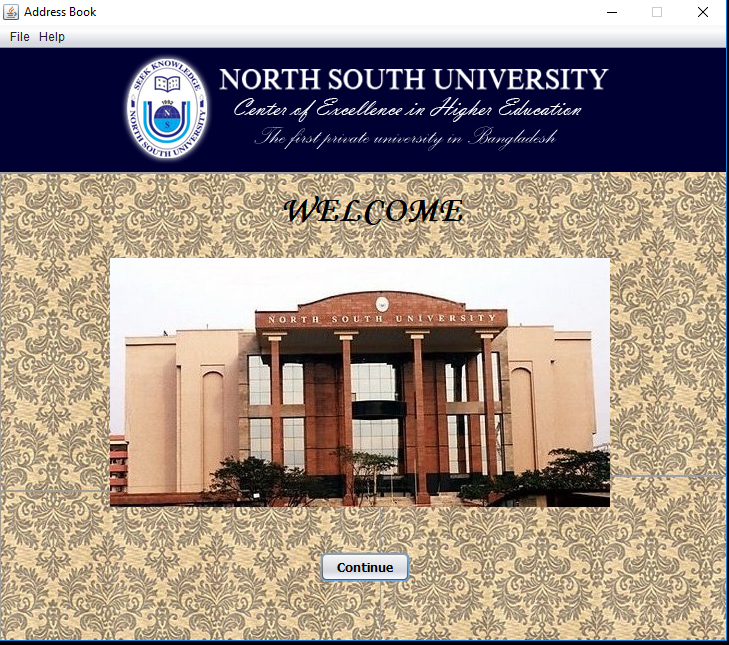 Address Book
File Help
SEEK KNOWLEDGE
1992
N S
NORTH SOUTH UNIVERSITY
NORTH SOUTH UNIVERSITY
Center of Excellence in Higher Education
The first private university in Bangladesh
WELCOME
NORTH SOUTH UNIVERSITY
Continue